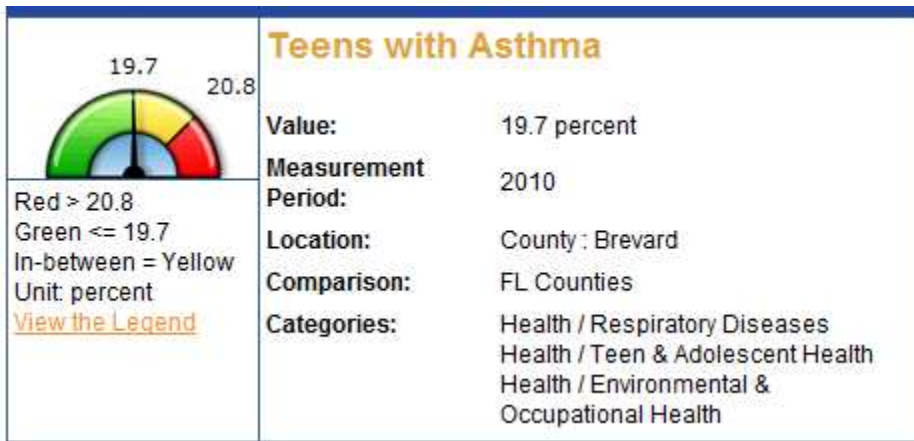 19.7
20.8
Red > 20.8
Green <= 19.7
In-between = Yellow
Unit: percent
View the Legend
Teens with Asthma
Value: 19.7 percent
Measurement
Period: 2010
Location: County : Brevard
Comparison: FL Counties
Categories: Health / Respiratory Diseases
Health / Teen & Adolescent Health
Health / Environmental &
Occupational Health